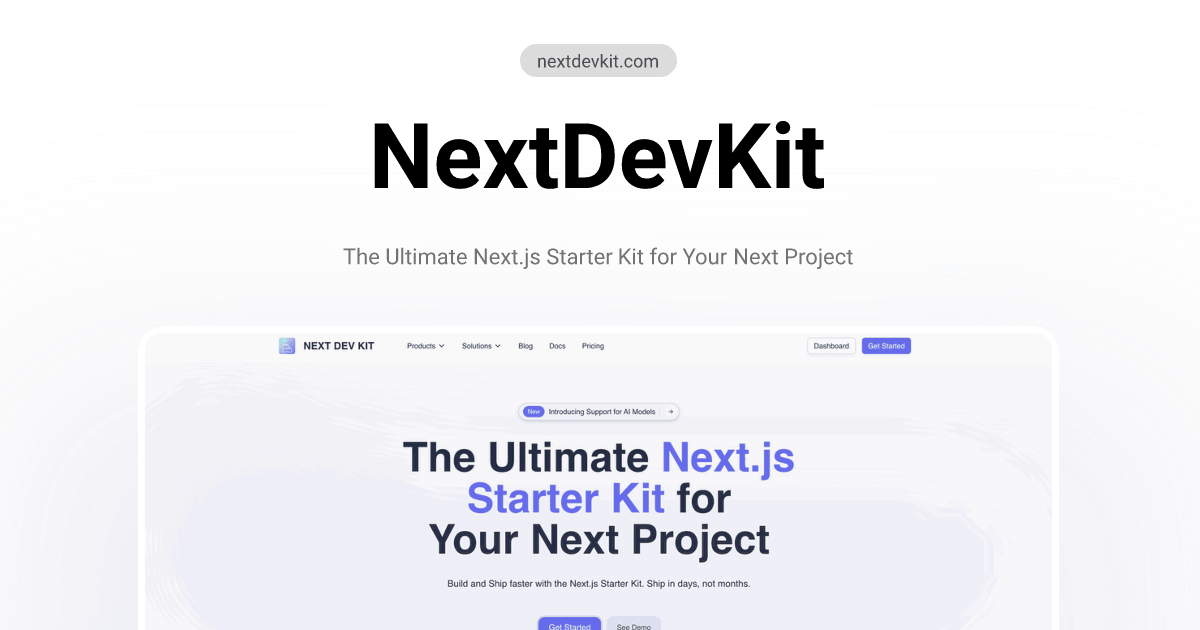 nextdevkit.com
NextDevKit
The Ultimate Next.js Starter Kit for Your Next Project
NEXT DEV KIT Products Solutions Blog Docs Pricing Dashboard Get Started
New Introducing Support for AI Models
The Ultimate Next.js
Starter Kit for
Your Next Project
Build and Ship faster with the Next.js Starter Kit. Ship in days, not months.
Get Started See Demo